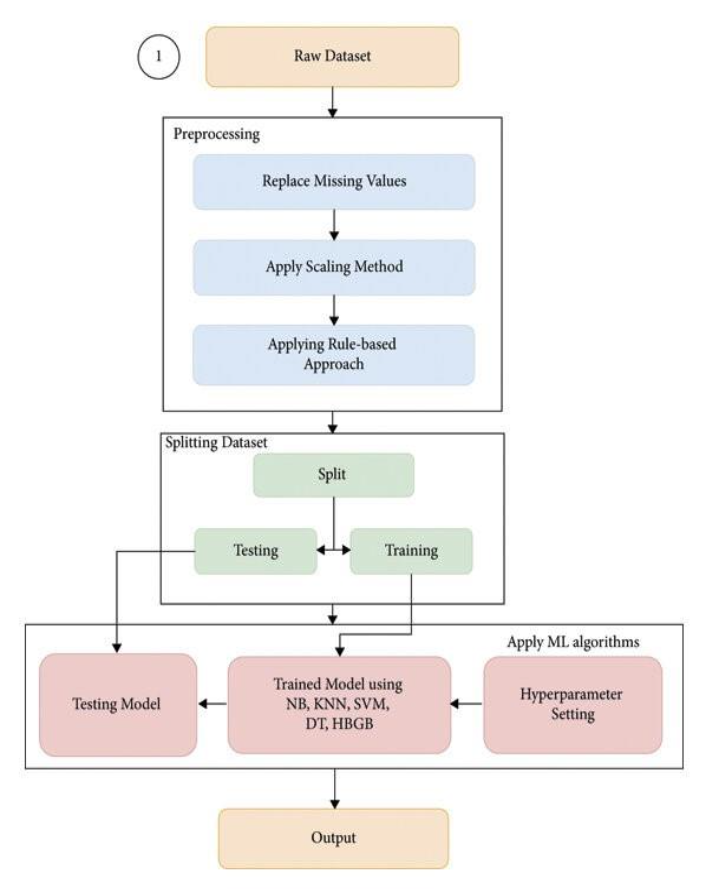 1
Raw Dataset
Preprocessing
Replace Missing Values
Apply Scaling Method
Applying Rule-based
Approach
Splitting Dataset
Split
Testing
Training
Apply ML algorithms
Testing Model
Trained Model using
NB, KNN, SVM,
DT, HBGB
Hyperparameter
Setting
Output